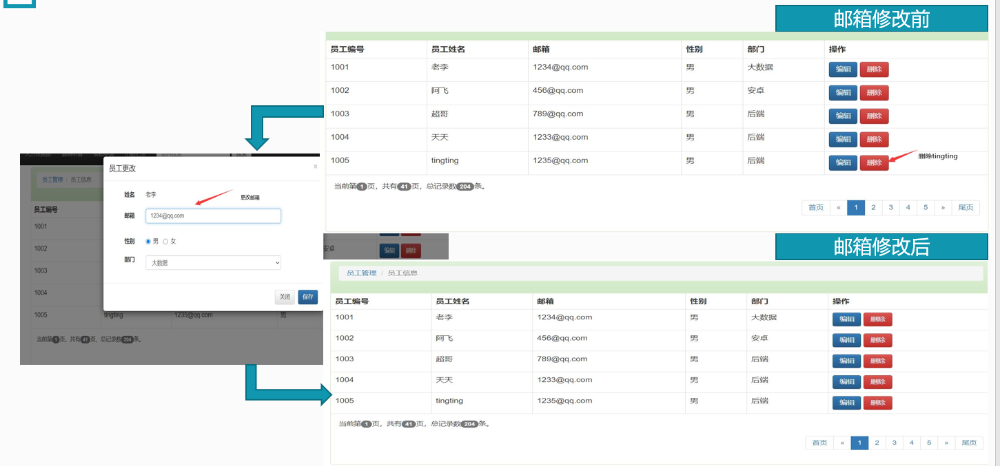 邮箱修改前
员工编号 员工姓名 邮箱 性别 部门 操作
1001 老李 1234@qq.com 男 大数据 编辑 删除
1002 阿飞 456@qq.com 男 安卓 编辑 删除
1003 超哥 789@qq.com 男 后端 编辑 删除
1004 天天 1233@qq.com 男 后端 编辑 删除
1005 tingting 1235@qq.com 男 后端 编辑 删除
删除tingting
当前第1页，共有41页，总记录数204条。
首页 « 1 2 3 4 5 » 尾页
员工更改 x
员工管理 / 员工信息
姓名 老李
更改邮箱
邮箱 1234@qq.com
性别 男 女
部门 大数据
关闭 保存
员工编号
1001
1002
1003
1004
1005 tingting 1235@qq.com 男
当前第1页，共有41页，总记录数204条。
安卓 编辑 删除
邮箱修改后
员工管理 / 员工信息
员工编号 员工姓名 邮箱 性别 部门 操作
1001 老李 1234@qq.com 男 大数据 编辑 删除
1002 阿飞 456@qq.com 男 安卓 编辑 删除
1003 超哥 789@qq.com 男 后端 编辑 删除
1004 天天 1233@qq.com 男 后端 编辑 删除
1005 tingting 1235@qq.com 男 后端 编辑 删除
当前第1页，共有41页，总记录数204条。
首页 « 1 2 3 4 5 » 尾页